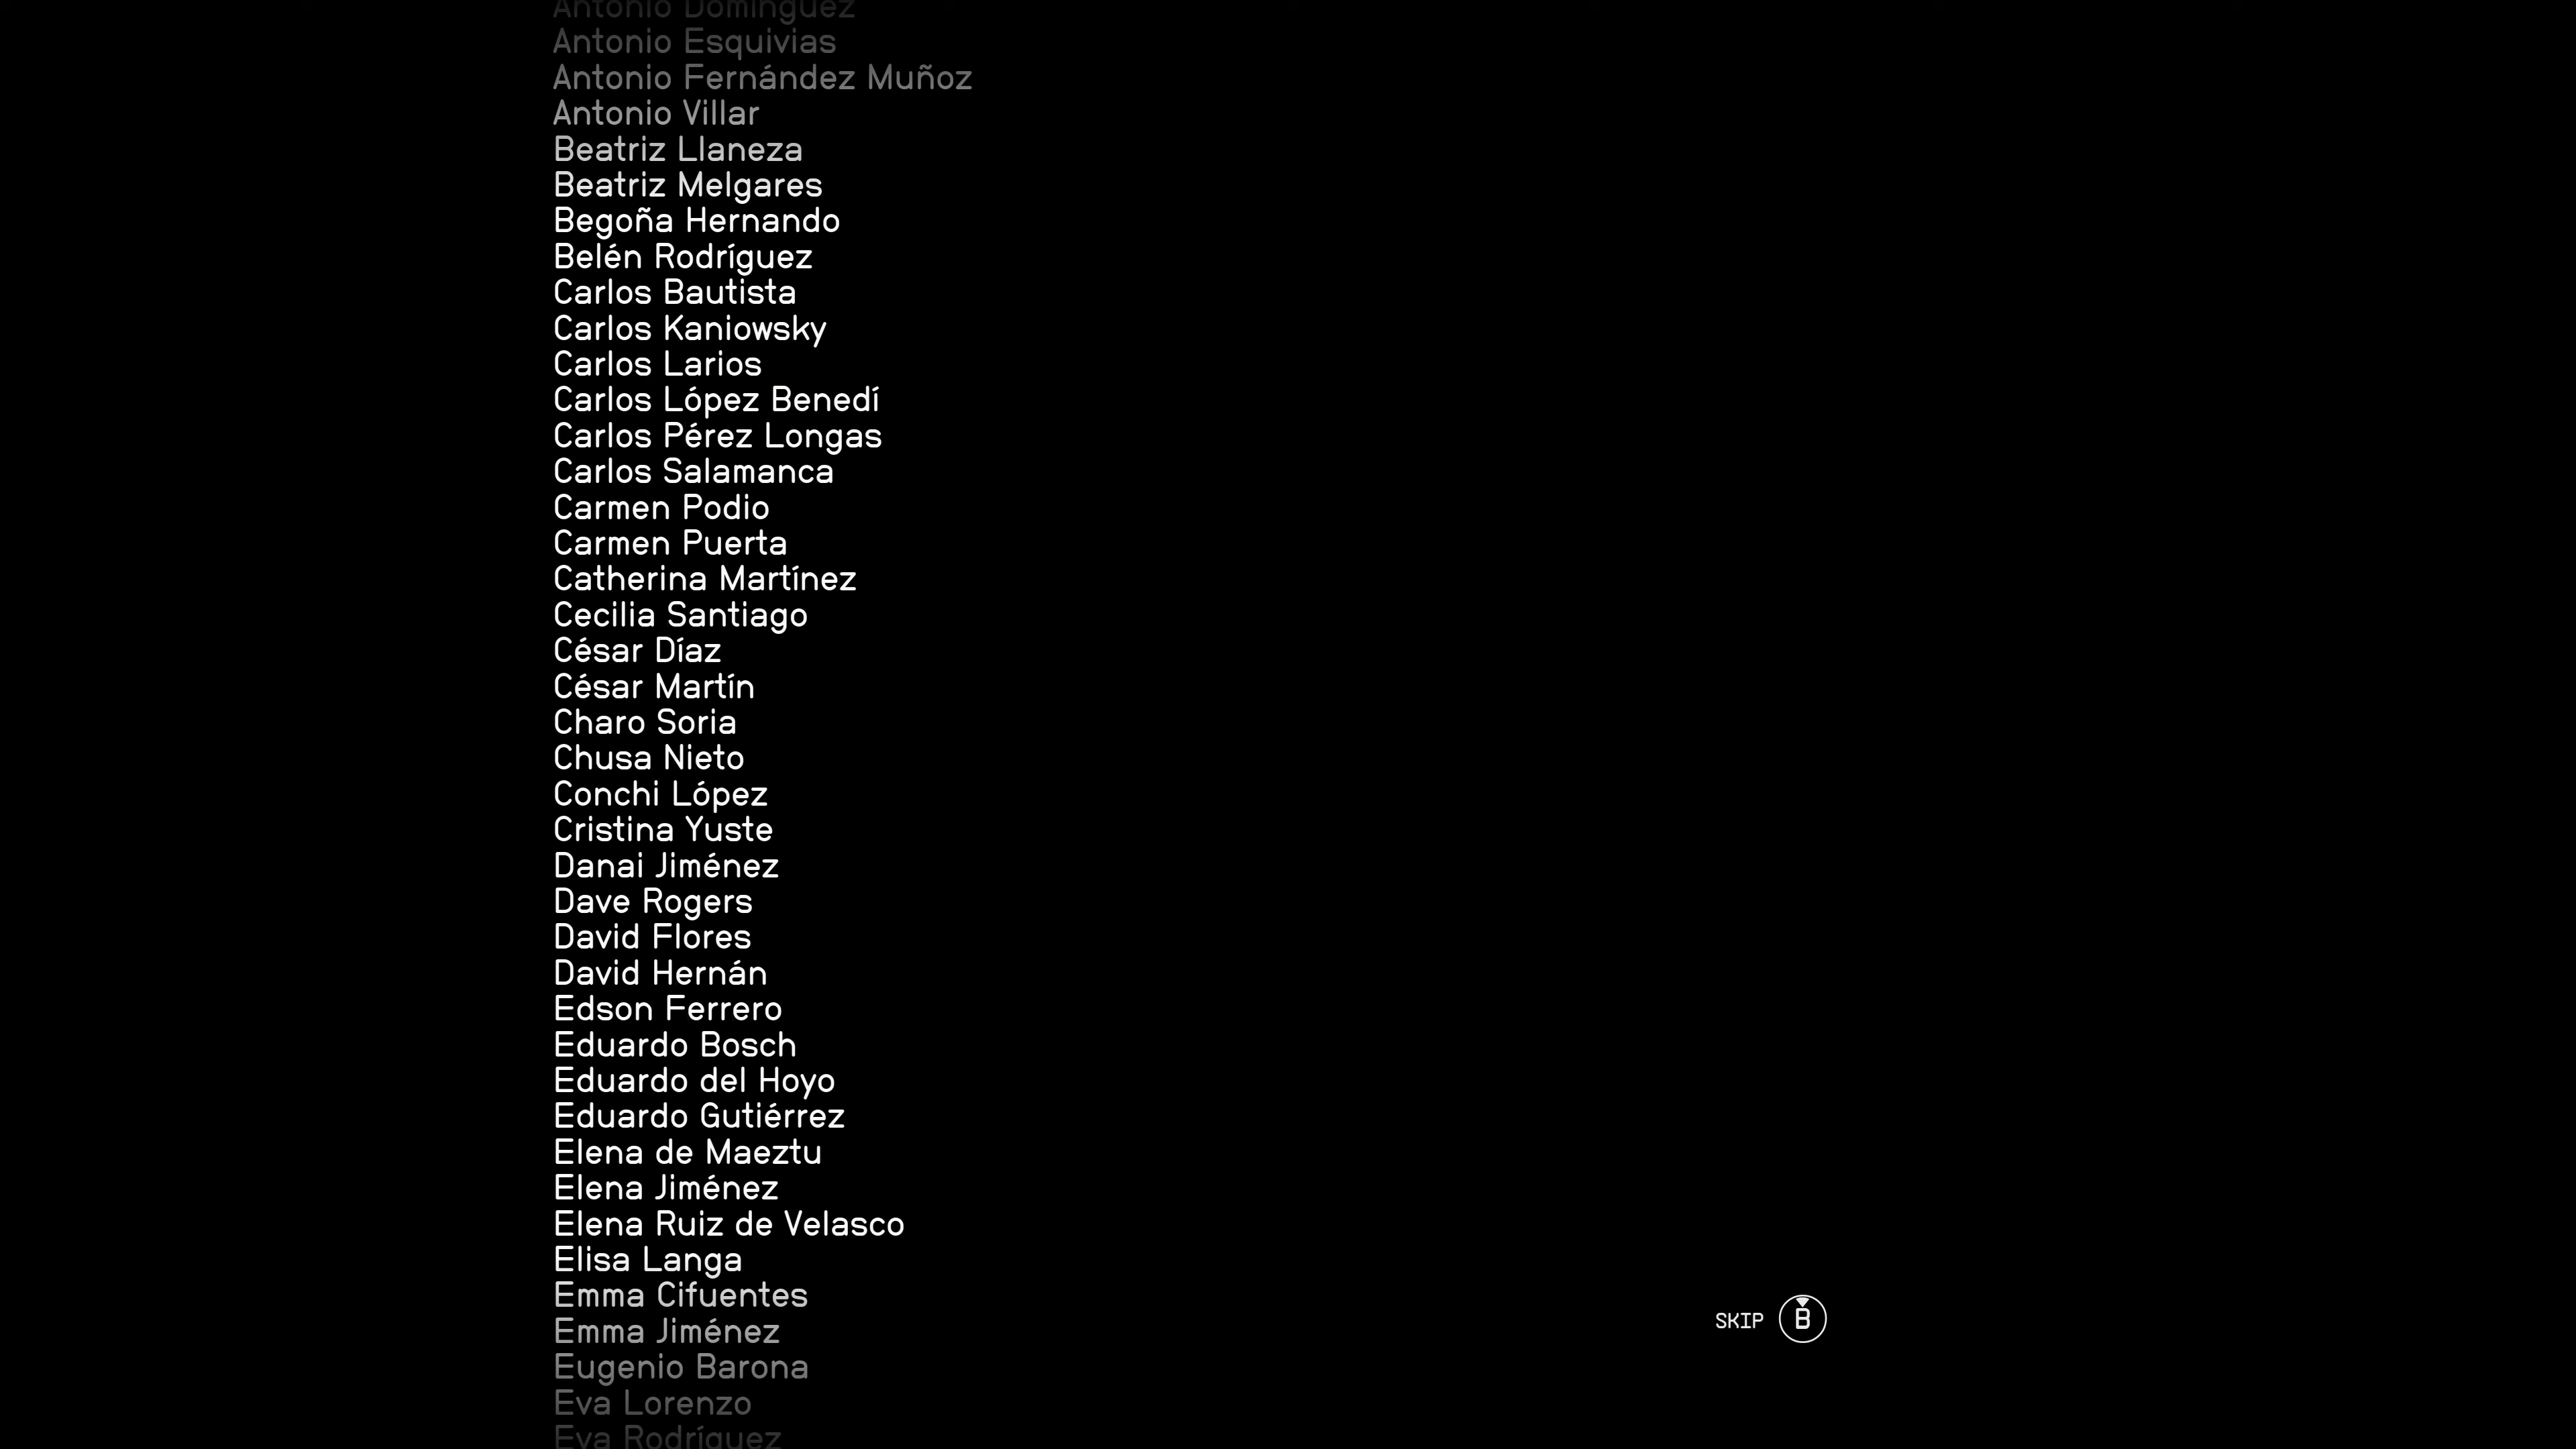 Antonio Domínguez
Antonio Esquivias
Antonio Fernández Muñoz
Antonio Villar
Beatriz Llaneza
Beatriz Melgares
Begoña Hernando
Belén Rodríguez
Carlos Bautista
Carlos Kaniowsky
Carlos Larios
Carlos López Benedí
Carlos Pérez Longas
Carlos Salamanca
Carmen Podio
Carmen Puerta
Catherina Martínez
Cecilia Santiago
César Díaz
César Martín
Charo Soria
Chusa Nieto
Conchi López
Cristina Yuste
Danai Jiménez
Dave Rogers
David Flores
David Hernán
Edson Ferrero
Eduardo Bosch
Eduardo del Hoyo
Eduardo Gutiérrez
Elena de Maeztu
Elena Jiménez
Elena Ruiz de Velasco
Elisa Langa
Emma Cifuentes
Emma Jiménez
Eugenio Barona
Eva Lorenzo
Eva Rodríguez
SKIP B